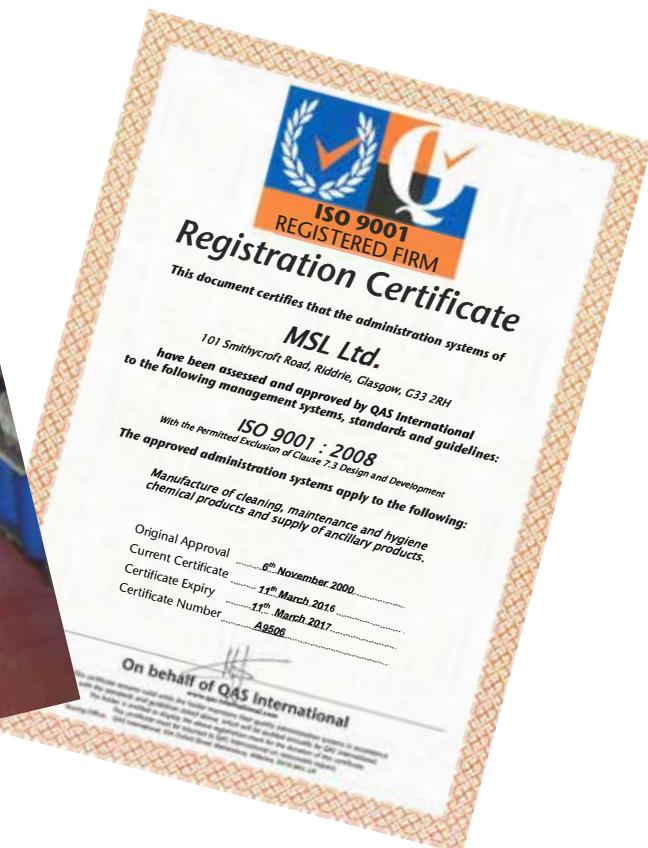 ISO 9001
REGISTERED FIRM
Registration Certificate
This document certifies that the administration systems of
MSL Ltd.
101 Smithycroft Road, Riddrie, Glasgow, G33 2RH
have been assessed and approved by QAS International
to the following management systems, standards and guidelines:
ISO 9001 : 2008
With the Permitted Exclusion of Clause 7.3 Design and Development
The approved administration systems apply to the following:
Manufacture of cleaning, maintenance and hygiene
chemical products and supply of ancillary products.
Original Approval 6th November 2000
Current Certificate 11th March 2016
Certificate Expiry 11th March 2017
Certificate Number A9506
On behalf of QAS International